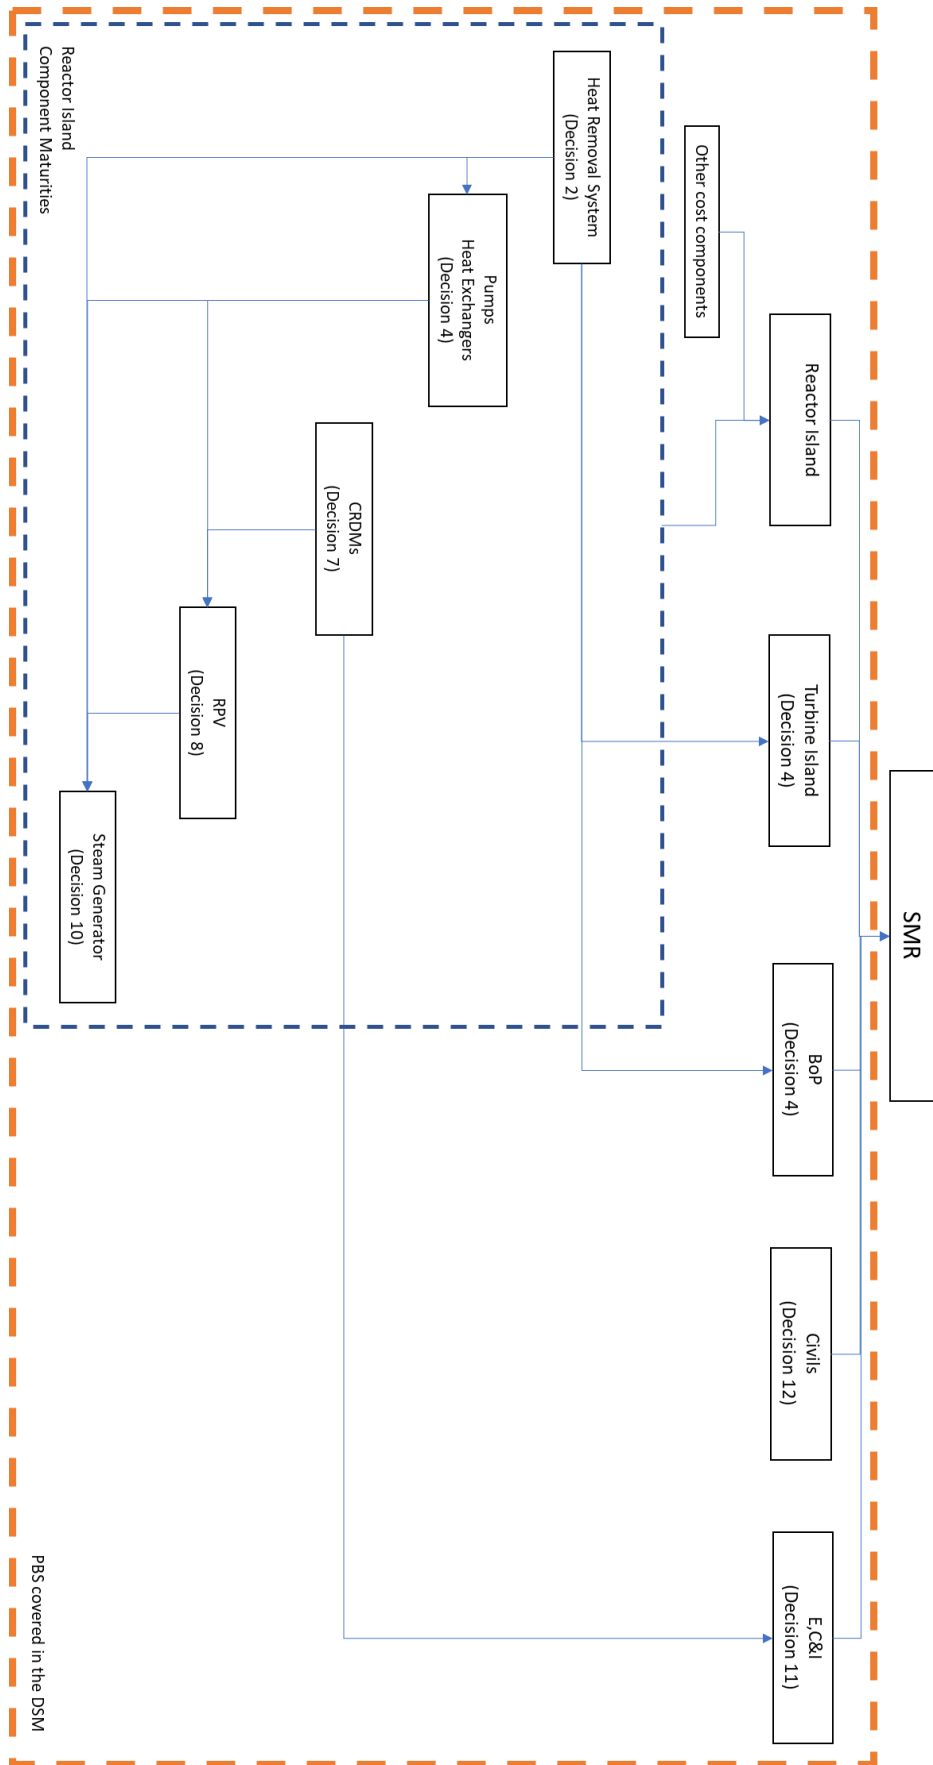 SMR
Reactor Island
Turbine Island
(Decision 4)
BoP
(Decision 4)
Civils
(Decision 12)
E,C&I
(Decision 11)
Other cost components
Heat Removal System
(Decision 2)
Pumps
Heat Exchangers
(Decision 4)
CRDMs
(Decision 7)
RPV
(Decision 8)
Steam Generator
(Decision 10)
Reactor Island
Component Maturities
PBS covered in the DSM